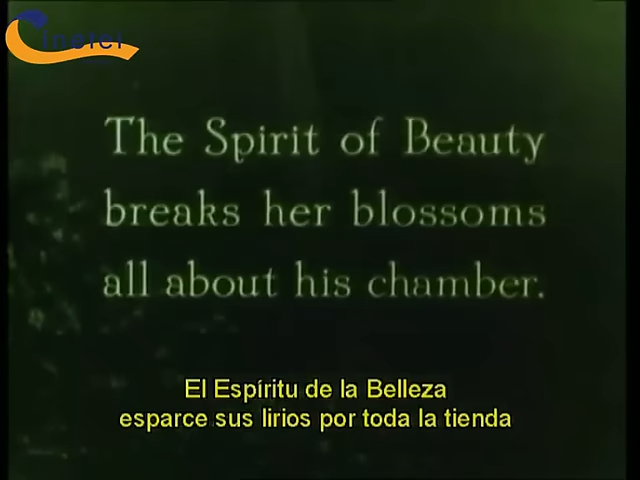 inetel
The Spirit of Beauty
breaks her blossoms
all about his chamber.
El Espíritu de la Belleza
esparce sus lirios por toda la tienda